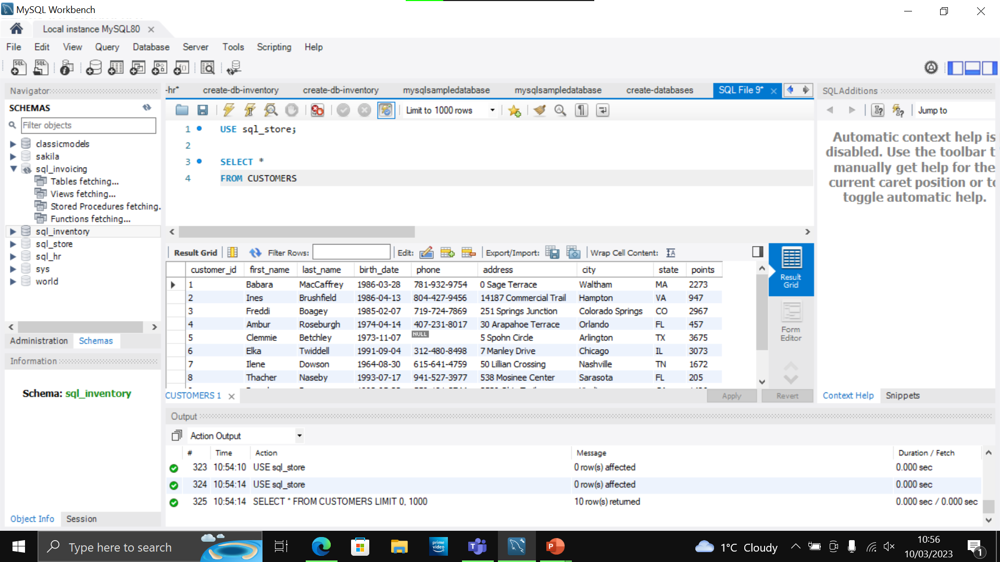 MySQL Workbench
Local instance MySQL80
File Edit View Query Database Server Tools Scripting Help
Navigator
SCHEMAS
Filter objects
classicmodels
sakila
sql_invoicing
Tables fetching...
Views fetching...
Stored Procedures fetching.
Functions fetching...
sql_inventory
sql_store
sql_hr
sys
world
Administration Schemas
Information
Schema: sql_inventory
Object Info Session
-hr* create-db-inventory create-db-inventory mysqlsampledatabase mysqlsampledatabase create-databases SQL File 9*
Limit to 1000 rows
1 USE sql_store;
2
3 SELECT *
4 FROM CUSTOMERS
Result Grid Filter Rows: Edit: Export/Import: Wrap Cell Content:
customer_id first_name last_name birth_date phone address city state points
1 Babara MacCaffrey 1986-03-28 781-932-9754 0 Sage Terrace Waltham MA 2273
2 Ines Brushfield 1986-04-13 804-427-9456 14187 Commercial Trail Hampton VA 947
3 Freddi Boagey 1985-02-07 719-724-7869 251 Springs Junction Colorado Springs CO 2967
4 Ambur Roseburgh 1974-04-14 407-231-8017 30 Arapahoe Terrace Orlando FL 457
5 Clemmie Betchley 1973-11-07 NULL 5 Spohn Circle Arlington TX 3675
6 Elka Twiddell 1991-09-04 312-480-8498 7 Manley Drive Chicago IL 3073
7 Ilene Dowson 1964-08-30 615-641-4759 50 Lillian Crossing Nashville TN 1672
8 Thacher Naseby 1993-07-17 941-527-3977 538 Mosinee Center Sarasota FL 205
Result
Grid
Form
Editor
CUSTOMERS 1
Apply Revert
SQLAdditions
Jump to
Automatic context help is
disabled. Use the toolbar t
manually get help for the
current caret position or to
toggle automatic help.
Context Help Snippets
Output
Action Output
# Time Action Message Duration / Fetch
323 10:54:10 USE sql_store 0 row(s) affected 0.000 sec
324 10:54:14 USE sql_store 0 row(s) affected 0.000 sec
325 10:54:14 SELECT * FROM CUSTOMERS LIMIT 0, 1000 10 row(s) returned 0.000 sec / 0.000 sec
Type here to search
prime
video
1°C Cloudy
10:56
10/03/2023
1